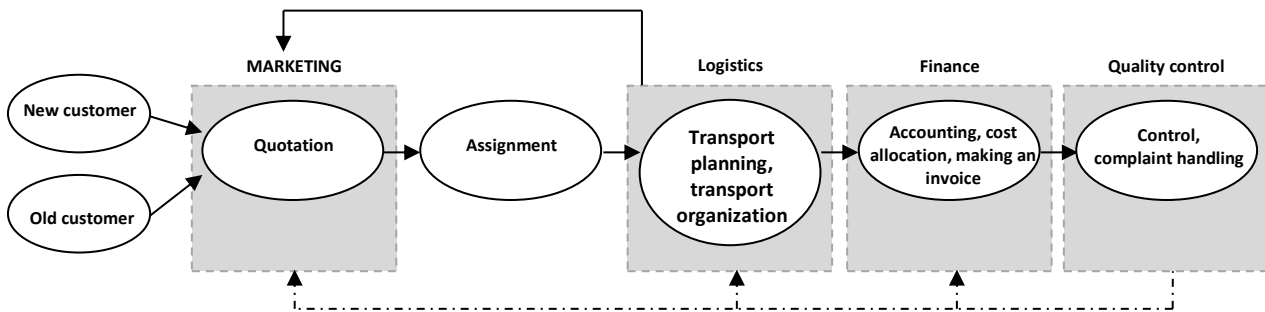 MARKETING
Logistics
Finance
Quality control
New customer
Old customer
Quotation
Assignment
Transport
planning,
transport
organization
Accounting, cost
allocation, making an
invoice
Control,
complaint handling